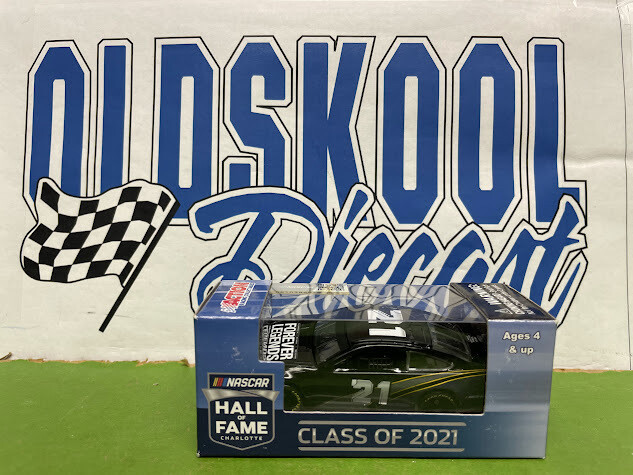 OLDSKOOL
Diecast
21
FOREVER
LEGENDS
Ages 4
& up
21
NASCAR
HALL
OF
FAME
CHARLOTTE
CLASS OF 2021